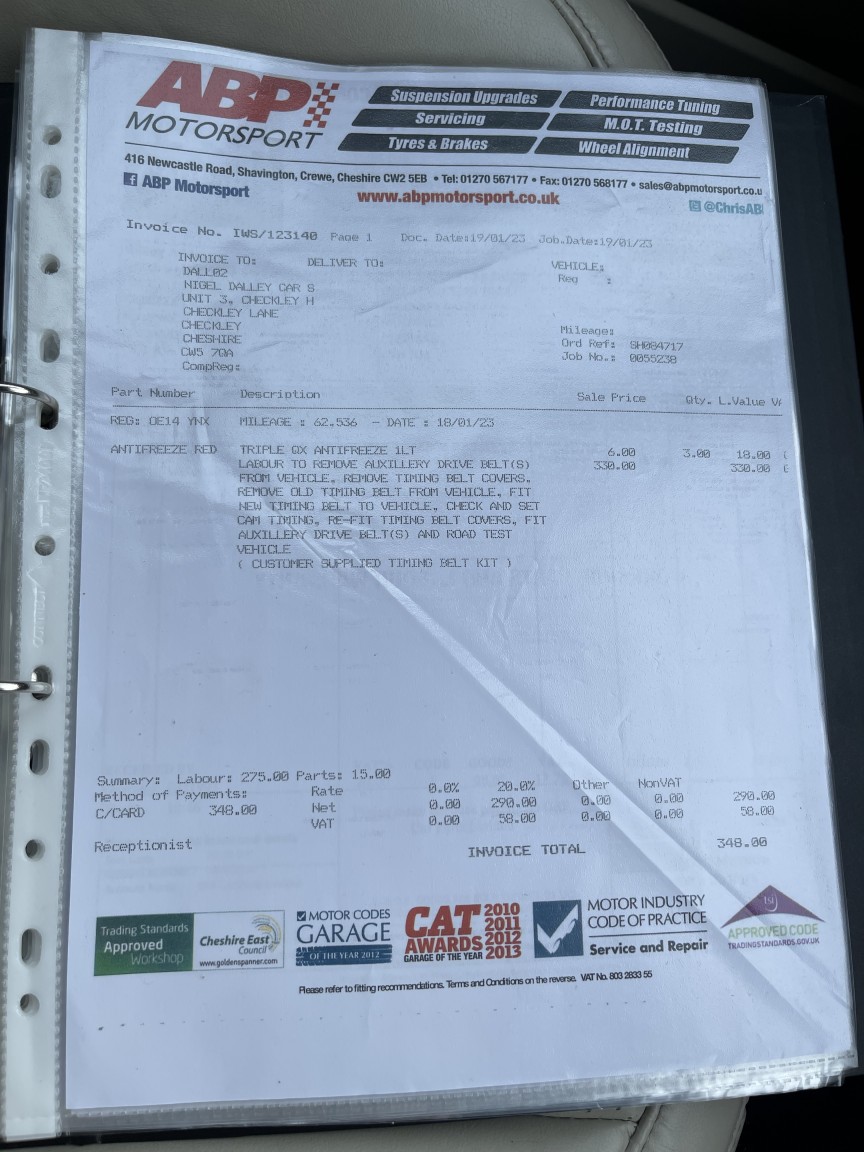 ABP
MOTORSPORT
Suspension Upgrades
Performance Tuning
Servicing
M.O.T. Testing
Tyres & Brakes
Wheel Alignment
416 Newcastle Road, Shavington, Crewe, Cheshire CW2 5EB • Tel: 01270 567177 • Fax: 01270 568177 • sales@abpmotorsport.co.u
f ABP Motorsport
www.abpmotorsport.co.uk
@ChrisAB
Invoice No. IWS/123140 Page 1 Doc. Date:19/01/23 Job.Date:19/01/23
INVOICE TO: DELIVER TO: VEHICLE:
DALL02 Reg :
NIGEL DALLEY CAR S
UNIT 3, CHECKLEY H
CHECKLEY LANE
CHECKLEY Mileage:
CHESHIRE Ord Ref: SH084717
CW5 7QA Job No.: 0055238
CompReg:
Part Number Description Sale Price Qty. L.Value VA
REG: OE14 YNX MILEAGE : 62,536 - DATE : 18/01/23
ANTIFREEZE RED TRIPLE QX ANTIFREEZE 1LT 6.00 3.00 18.00
LABOUR TO REMOVE AUXILLERY DRIVE BELT(S) 330.00 330.00
FROM VEHICLE, REMOVE TIMING BELT COVERS,
REMOVE OLD TIMING BELT FROM VEHICLE, FIT
NEW TIMING BELT TO VEHICLE, CHECK AND SET
CAM TIMING, RE-FIT TIMING BELT COVERS, FIT
AUXILLERY DRIVE BELT(S) AND ROAD TEST
VEHICLE
( CUSTOMER SUPPLIED TIMING BELT KIT )
Summary: Labour: 275.00 Parts: 15.00
Method of Payments: Rate 0.0% 20.0% Other NonVAT
C/CARD 348.00 Net 0.00 290.00 0.00 0.00 290.00
VAT 0.00 58.00 0.00 0.00 58.00
Receptionist INVOICE TOTAL 348.00
Trading Standards
Approved
Workshop
Cheshire East
Council
www.goldenspanner.com
MOTOR CODES
GARAGE
OF THE YEAR 2012
CAT
AWARDS
GARAGE OF THE YEAR
2010
2011
2012
2013
MOTOR INDUSTRY
CODE OF PRACTICE
Service and Repair
TSI
APPROVED CODE
TRADINGSTANDARDS.GOV.UK
Please refer to fitting recommendations. Terms and Conditions on the reverse. VAT No. 803 2833 55